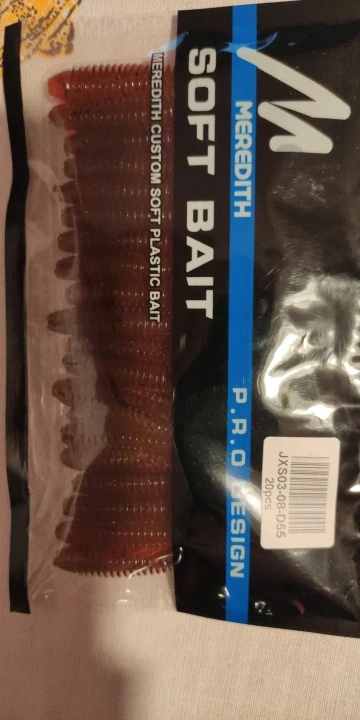 MEREDITH
P.R.O DESIGN
SOFT BAIT
MEREDITH CUSTOM SOFT PLASTIC BAIT
JXS03-08-D55
20pcs